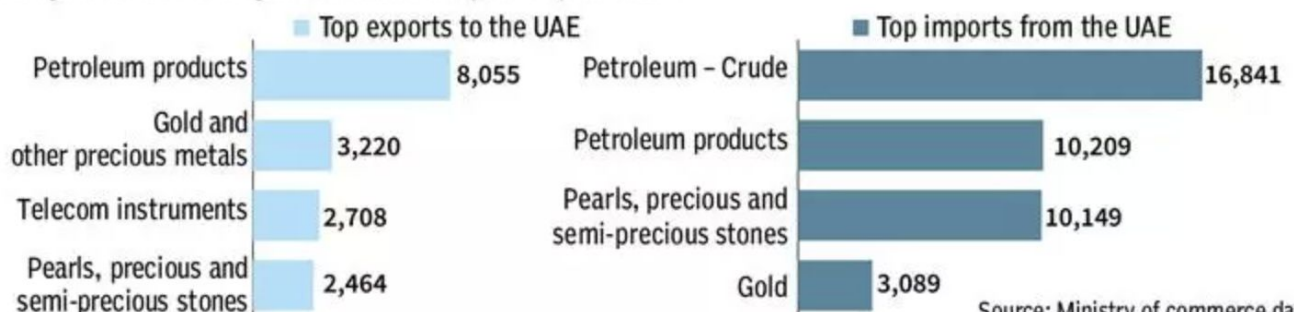 Top exports to the UAE
Petroleum products 8,055
Gold and
other precious metals 3,220
Telecom instruments 2,708
Pearls, precious and
semi-precious stones 2,464
Top imports from the UAE
Petroleum – Crude 16,841
Petroleum products 10,209
Pearls, precious and
semi-precious stones 10,149
Gold 3,089
Source: Ministry of commerce da